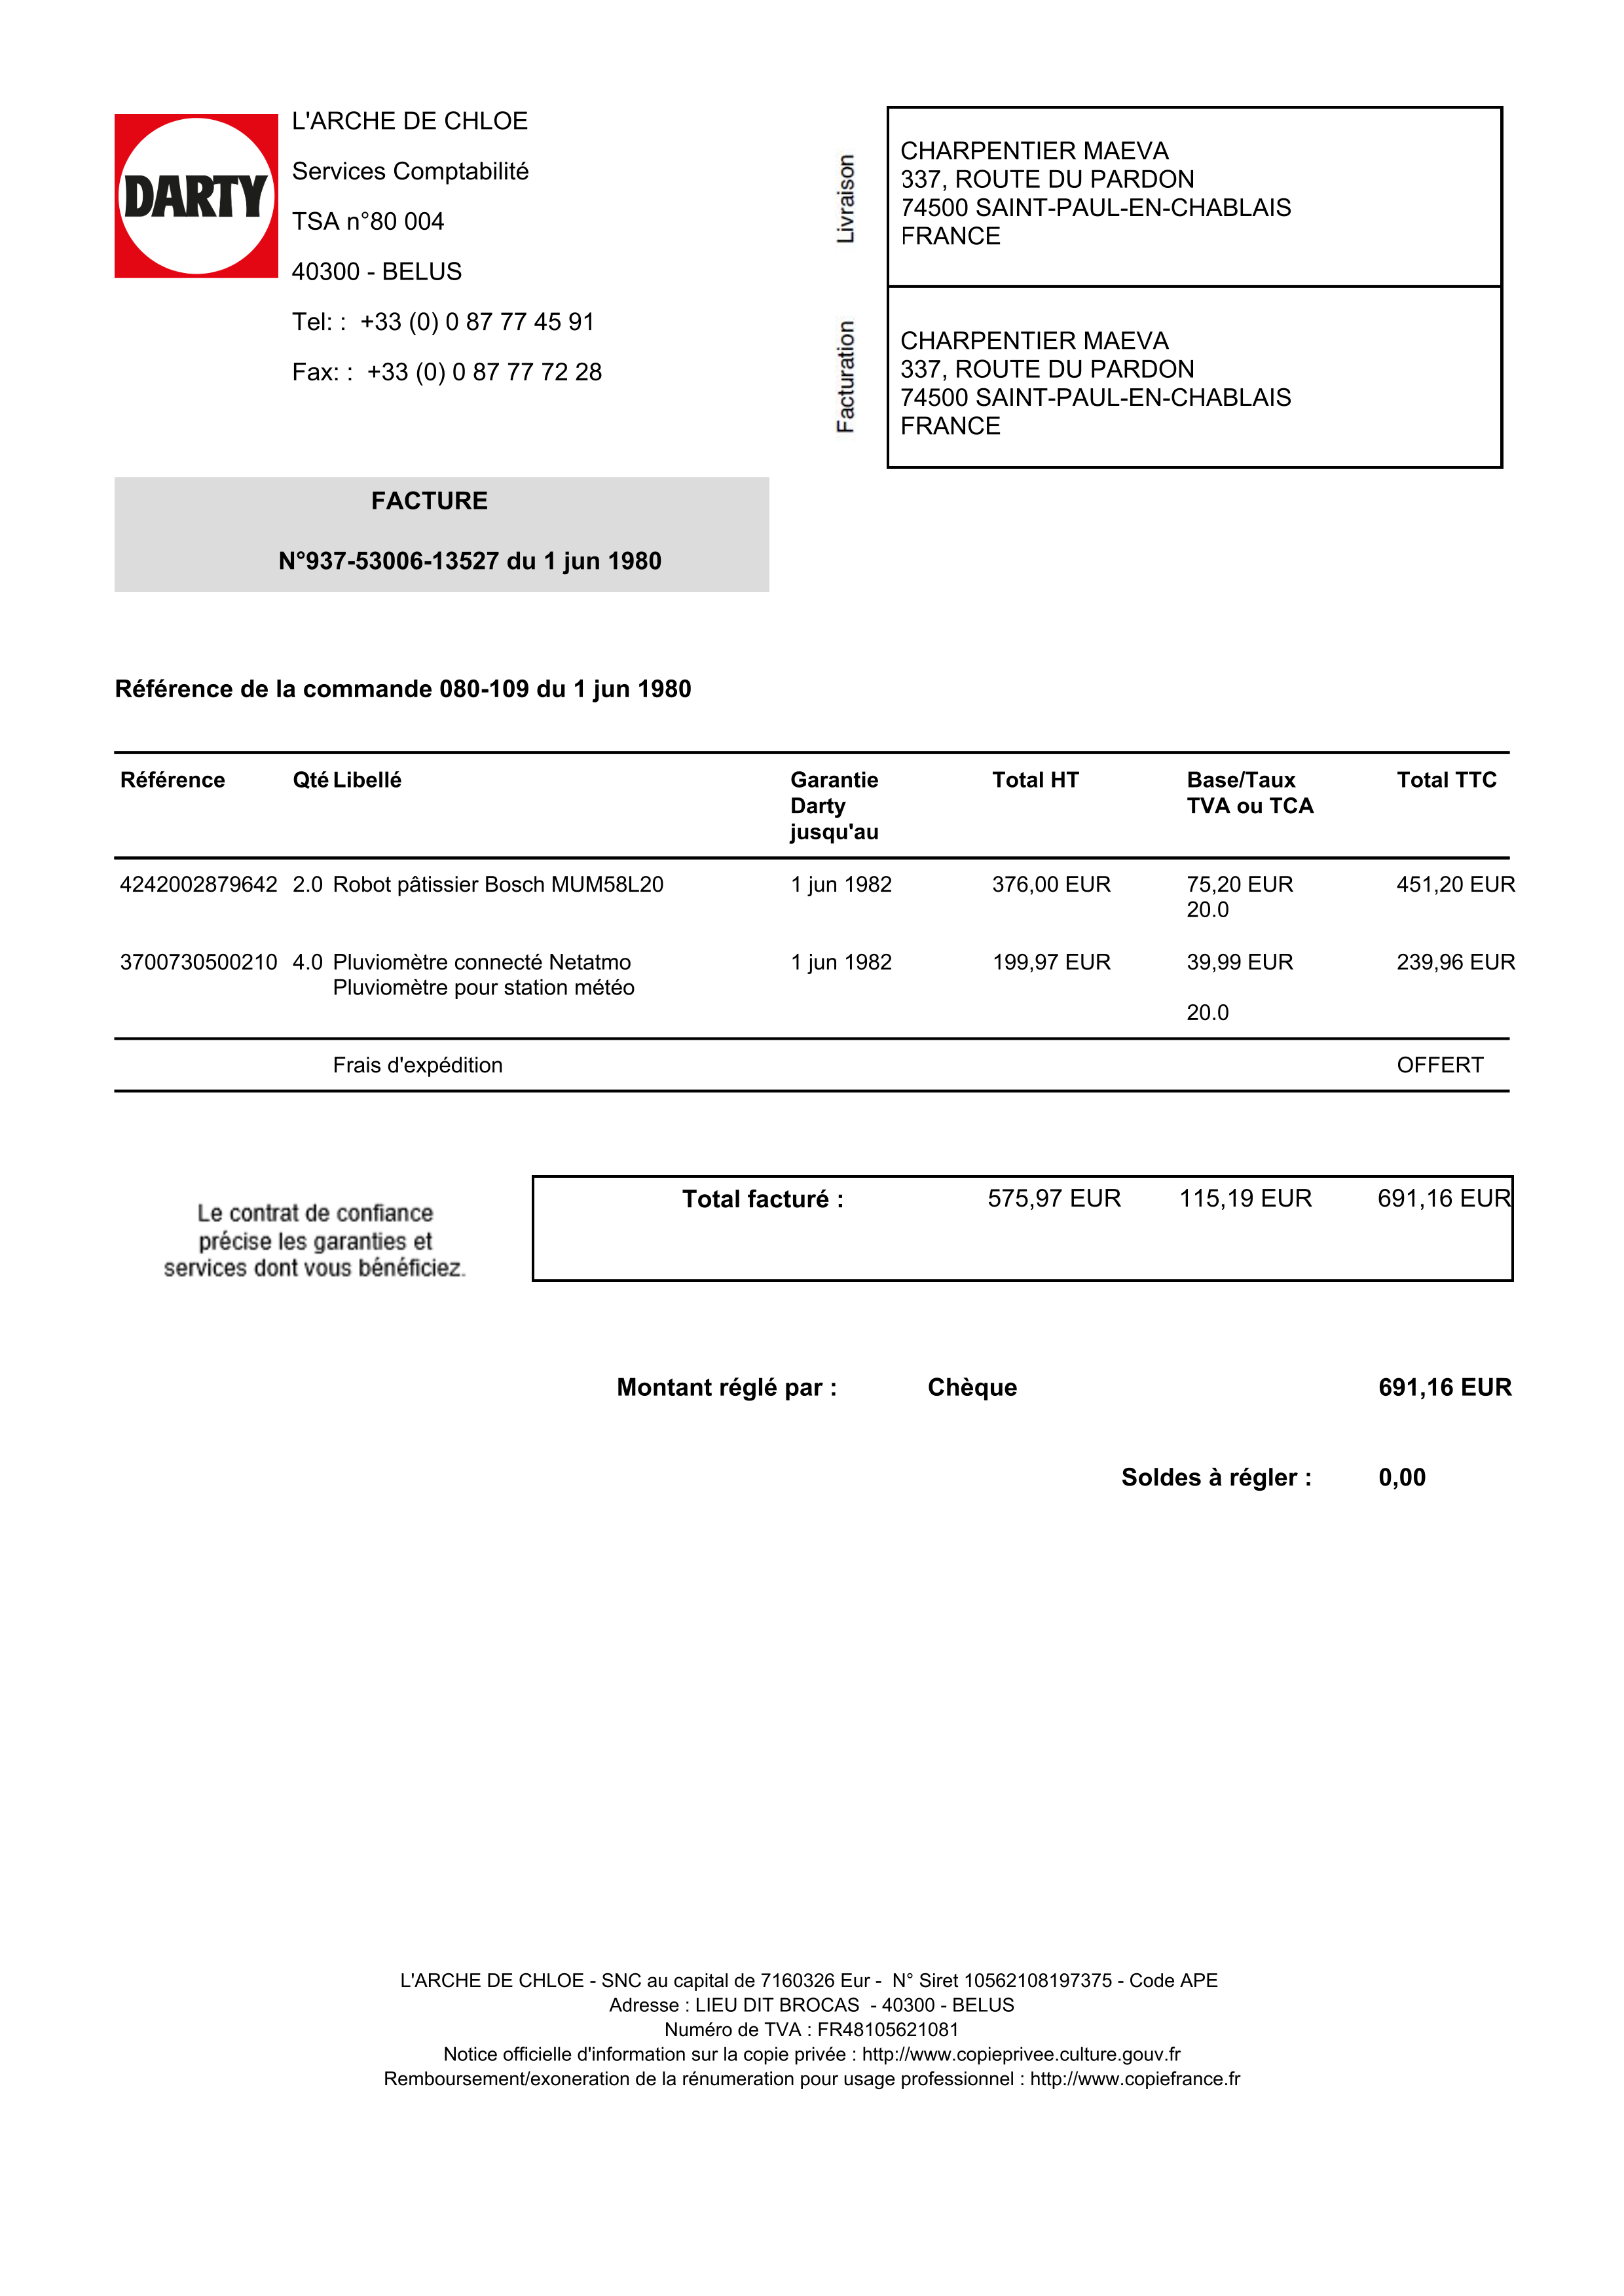 DARTY
L'ARCHE DE CHLOE
Services Comptabilité
TSA n°80 004
40300 - BELUS
Tel: :  +33 (0) 0 87 77 45 91
Fax: :  +33 (0) 0 87 77 72 28
Livraison
CHARPENTIER MAEVA
337, ROUTE DU PARDON
74500 SAINT-PAUL-EN-CHABLAIS
FRANCE
Facturation
CHARPENTIER MAEVA
337, ROUTE DU PARDON
74500 SAINT-PAUL-EN-CHABLAIS
FRANCE
FACTURE
N°937-53006-13527 du 1 jun 1980
Référence de la commande 080-109 du 1 jun 1980
Référence Qté Libellé Garantie Total HT Base/Taux Total TTC
Darty TVA ou TCA
jusqu'au
4242002879642 2.0 Robot pâtissier Bosch MUM58L20 1 jun 1982 376,00 EUR 75,20 EUR 451,20 EUR
20.0
3700730500210 4.0 Pluviomètre connecté Netatmo 1 jun 1982 199,97 EUR 39,99 EUR 239,96 EUR
Pluviomètre pour station météo
20.0
Frais d'expédition OFFERT
Le contrat de confiance
précise les garanties et
services dont vous bénéficiez.
Total facturé : 575,97 EUR 115,19 EUR 691,16 EUR
Montant réglé par : Chèque 691,16 EUR
Soldes à régler : 0,00
L'ARCHE DE CHLOE - SNC au capital de 7160326 Eur -  N° Siret 10562108197375 - Code APE
Adresse : LIEU DIT BROCAS  - 40300 - BELUS
Numéro de TVA : FR48105621081
Notice officielle d'information sur la copie privée : http://www.copieprivee.culture.gouv.fr
Remboursement/exoneration de la rénumeration pour usage professionnel : http://www.copiefrance.fr